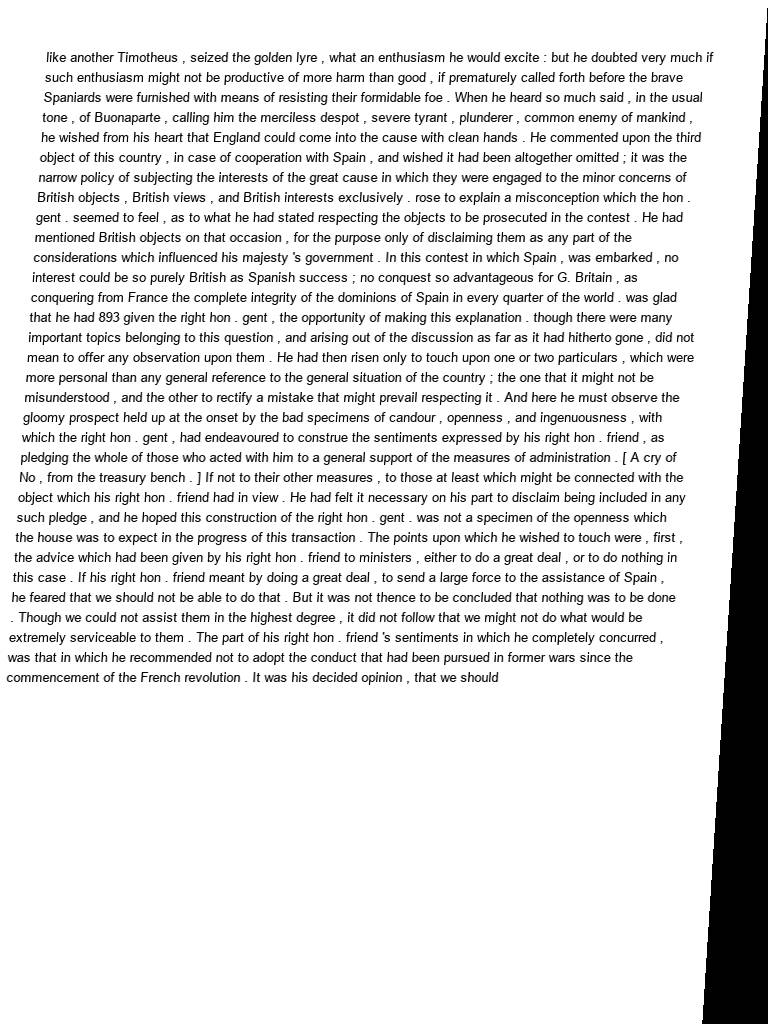 like another Timotheus , seized the golden lyre , what an enthusiasm he would excite : but he doubted very much if
such enthusiasm might not be productive of more harm than good , if prematurely called forth before the brave
Spaniards were furnished with means of resisting their formidable foe . When he heard so much said , in the usual
tone , of Buonaparte , calling him the merciless despot , severe tyrant , plunderer , common enemy of mankind ,
he wished from his heart that England could come into the cause with clean hands . He commented upon the third
object of this country , in case of cooperation with Spain , and wished it had been altogether omitted ; it was the
narrow policy of subjecting the interests of the great cause in which they were engaged to the minor concerns of
British objects , British views , and British interests exclusively . rose to explain a misconception which the hon .
gent . seemed to feel , as to what he had stated respecting the objects to be prosecuted in the contest . He had
mentioned British objects on that occasion , for the purpose only of disclaiming them as any part of the
considerations which influenced his majesty 's government . In this contest in which Spain , was embarked , no
interest could be so purely British as Spanish success ; no conquest so advantageous for G. Britain , as
conquering from France the complete integrity of the dominions of Spain in every quarter of the world . was glad
that he had 893 given the right hon . gent , the opportunity of making this explanation . though there were many
important topics belonging to this question , and arising out of the discussion as far as it had hitherto gone , did not
mean to offer any observation upon them . He had then risen only to touch upon one or two particulars , which were
more personal than any general reference to the general situation of the country ; the one that it might not be
misunderstood , and the other to rectify a mistake that might prevail respecting it . And here he must observe the
gloomy prospect held up at the onset by the bad specimens of candour , openness , and ingenuousness , with
which the right hon . gent , had endeavoured to construe the sentiments expressed by his right hon . friend , as
pledging the whole of those who acted with him to a general support of the measures of administration . [ A cry of
No , from the treasury bench . ] If not to their other measures , to those at least which might be connected with the
object which his right hon . friend had in view . He had felt it necessary on his part to disclaim being included in any
such pledge , and he hoped this construction of the right hon . gent . was not a specimen of the openness which
the house was to expect in the progress of this transaction . The points upon which he wished to touch were , first ,
the advice which had been given by his right hon . friend to ministers , either to do a great deal , or to do nothing in
this case . If his right hon . friend meant by doing a great deal , to send a large force to the assistance of Spain ,
he feared that we should not be able to do that . But it was not thence to be concluded that nothing was to be done
. Though we could not assist them in the highest degree , it did not follow that we might not do what would be
extremely serviceable to them . The part of his right hon . friend 's sentiments in which he completely concurred ,
was that in which he recommended not to adopt the conduct that had been pursued in former wars since the
commencement of the French revolution . It was his decided opinion , that we should